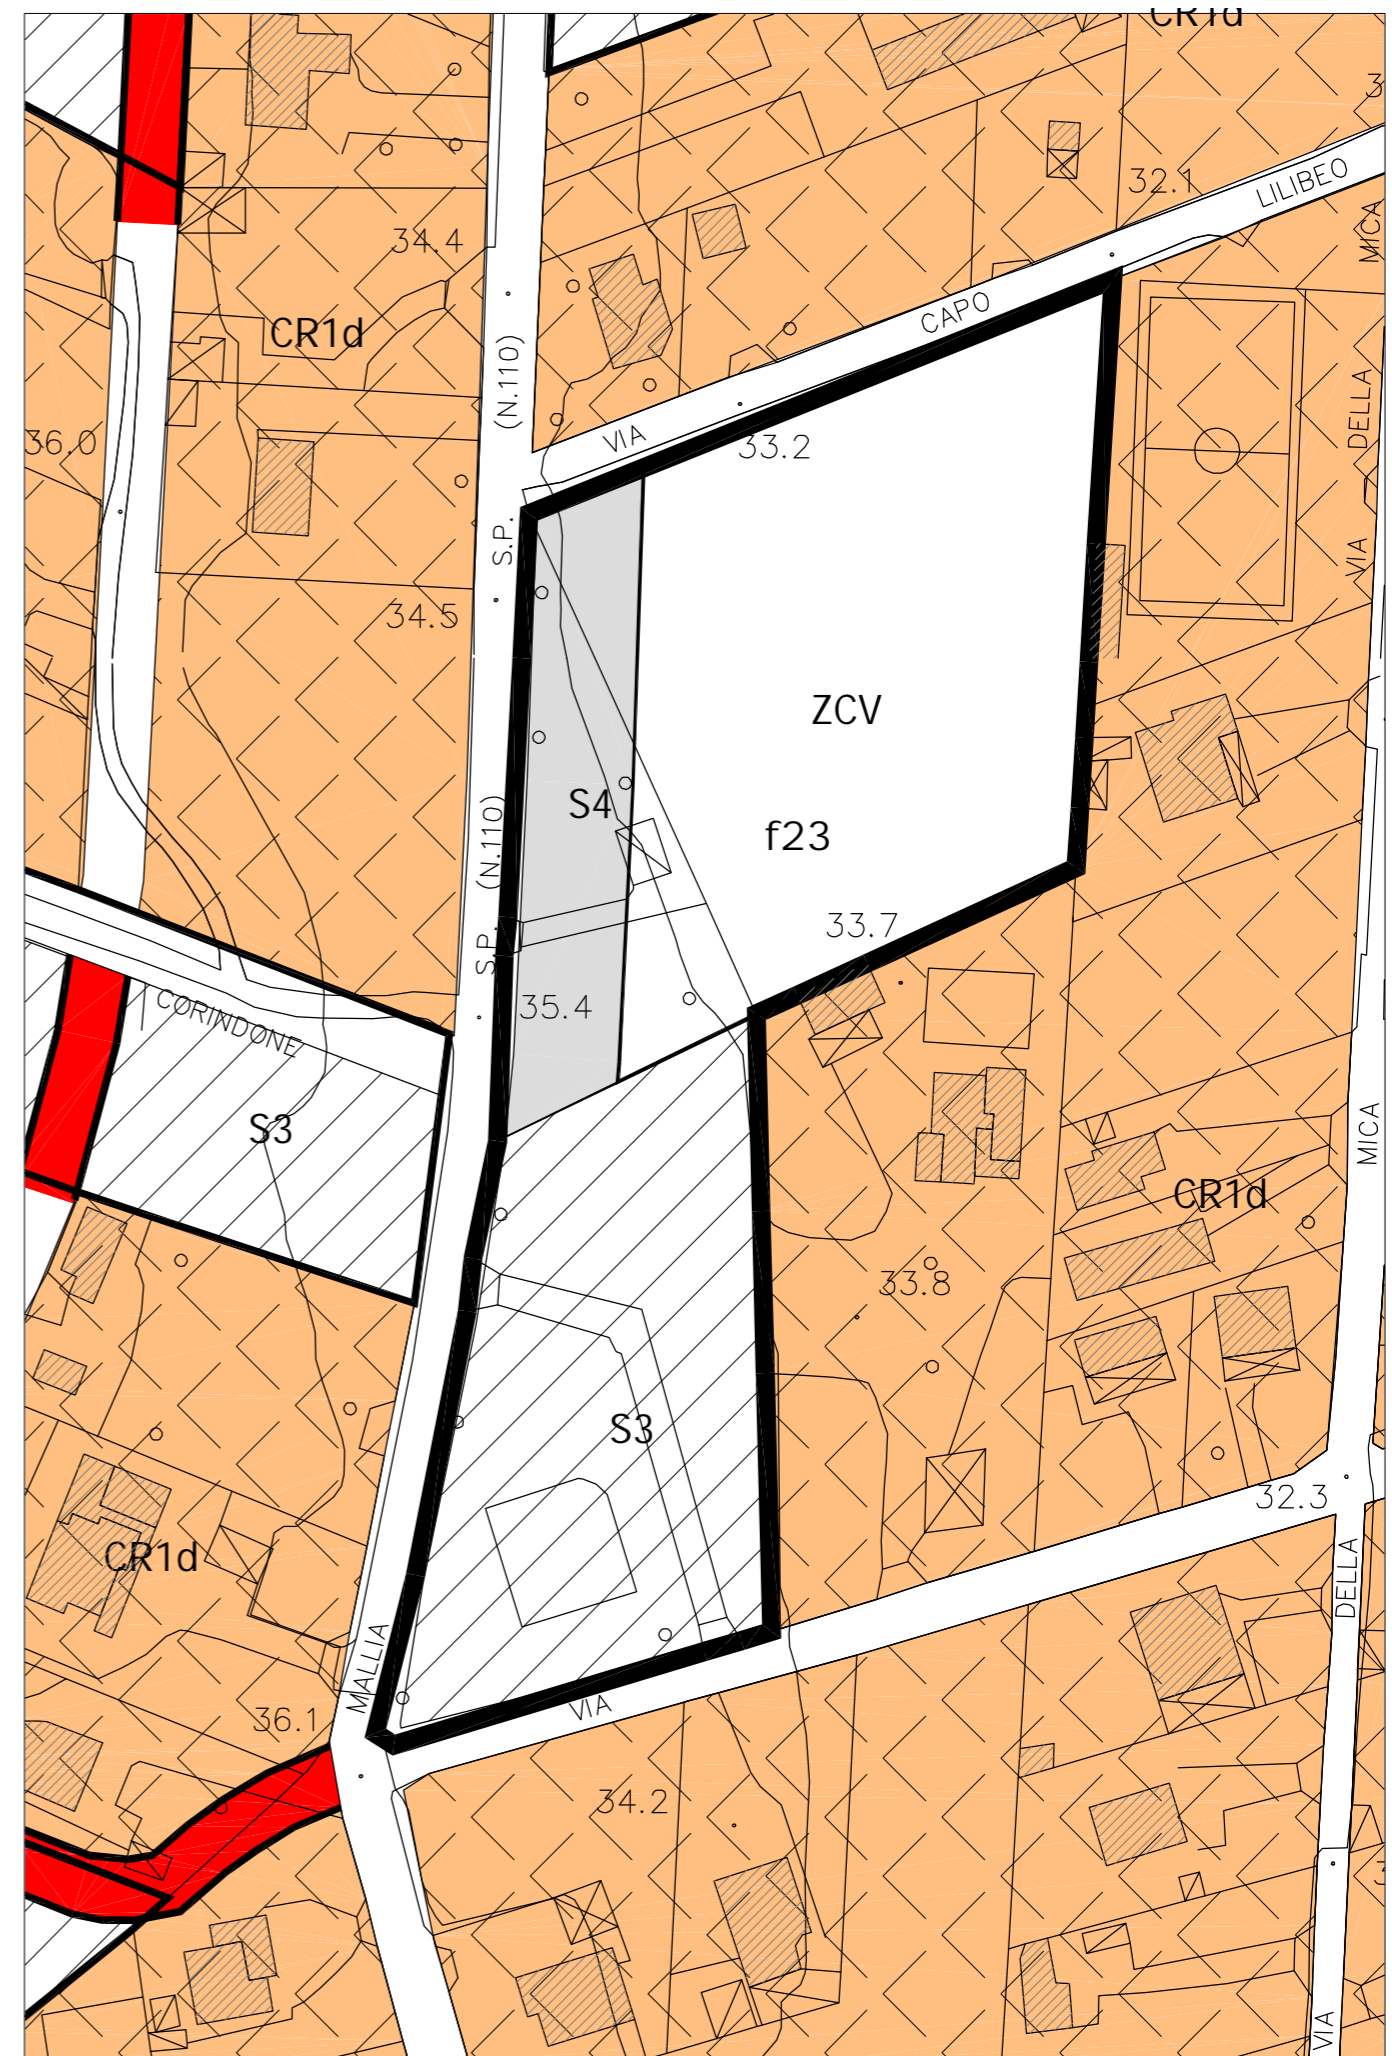 CR1d
32.1
LILIBEO
MICA
34.4
CR1d
CAPO
(N.110)
VIA
33.2
36.0
DELLA
S.P.
VIA
34.5
ZCV
S4
f23
(N.110)
33.7
S.P.
35.4
CORINDONE
S3
MICA
CR1d
33.8
S3
32.3
CR1d
DELLA
MALLIA
VIA
36.1
34.2
VIA